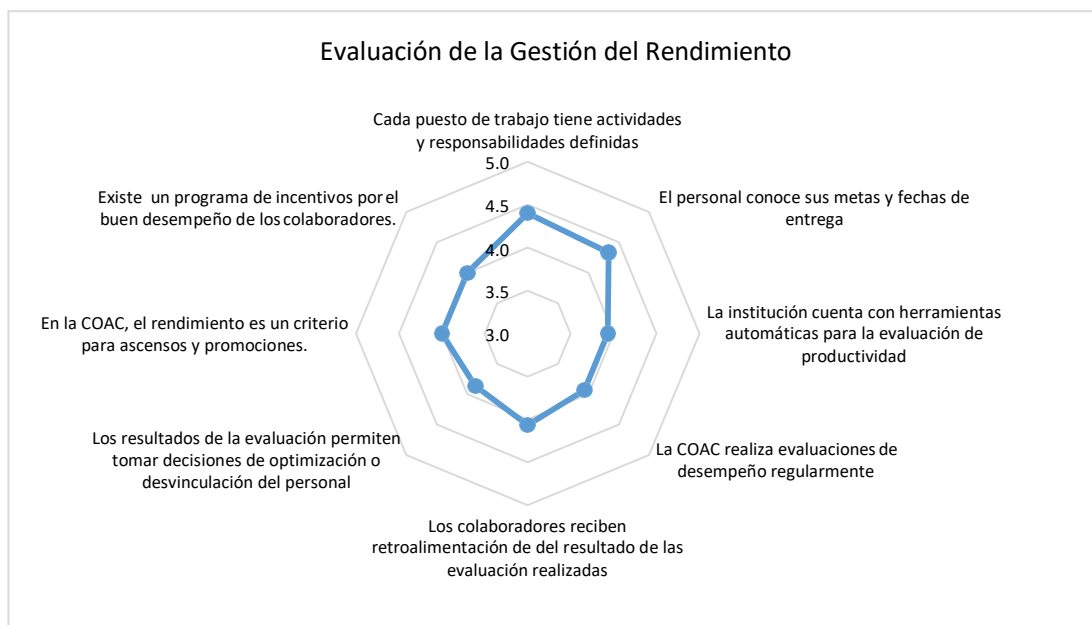 Evaluación de la Gestión del Rendimiento
Cada puesto de trabajo tiene actividades
y responsabilidades definidas
5.0
4.5
4.0
3.5
3.0
El personal conoce sus metas y fechas de
entrega
La institución cuenta con herramientas
automáticas para la evaluación de
productividad
La COAC realiza evaluaciones de
desempeño regularmente
Los colaboradores reciben
retroalimentación de del resultado de las
evaluación realizadas
Los resultados de la evaluación permiten
tomar decisiones de optimización o
desvinculación del personal
En la COAC, el rendimiento es un criterio
para ascensos y promociones.
Existe un programa de incentivos por el
buen desempeño de los colaboradores.